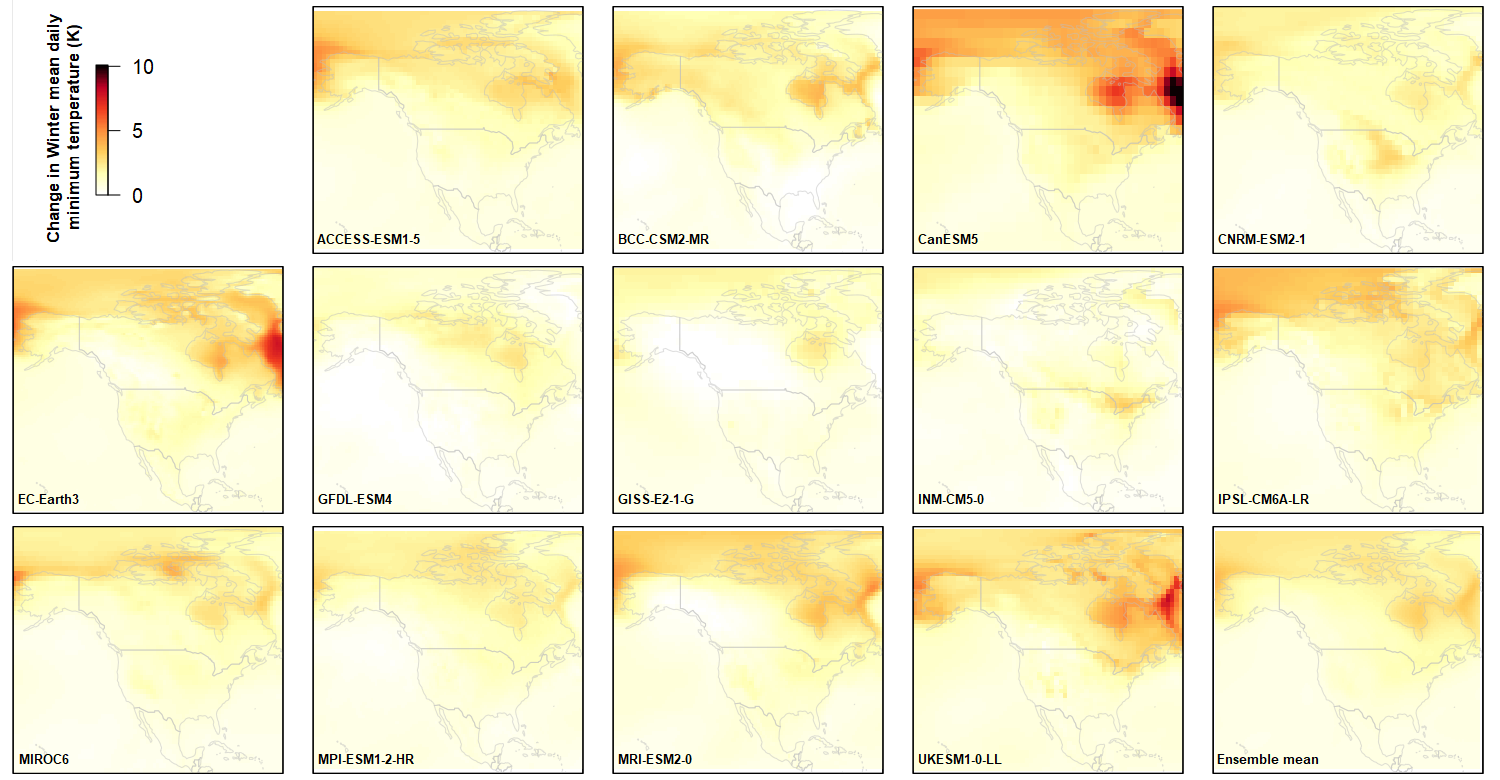 Change in Winter mean daily
minimum temperature (K)
10
5
0
ACCESS-ESM1-5
BCC-CSM2-MR
CanESM5
CNRM-ESM2-1
EC-Earth3
GFDL-ESM4
GISS-E2-1-G
INM-CM5-0
IPSL-CM6A-LR
MIROC6
MPI-ESM1-2-HR
MRI-ESM2-0
UKESM1-0-LL
Ensemble mean